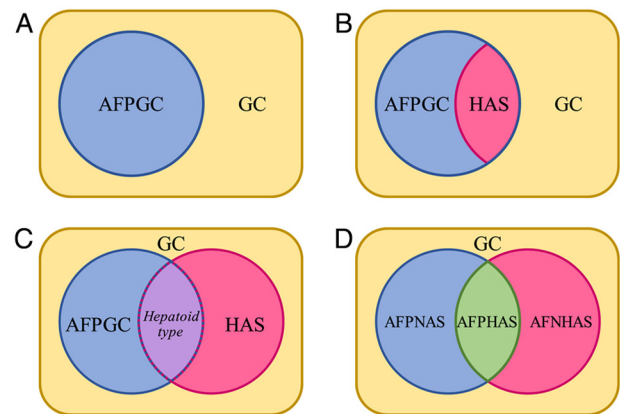 A
AFPGC
GC
B
AFPGC
HAS
GC
C
GC
AFPGC
Hepatoid
type
HAS
D
GC
AFPNAS
AFPHAS
AFNHAS